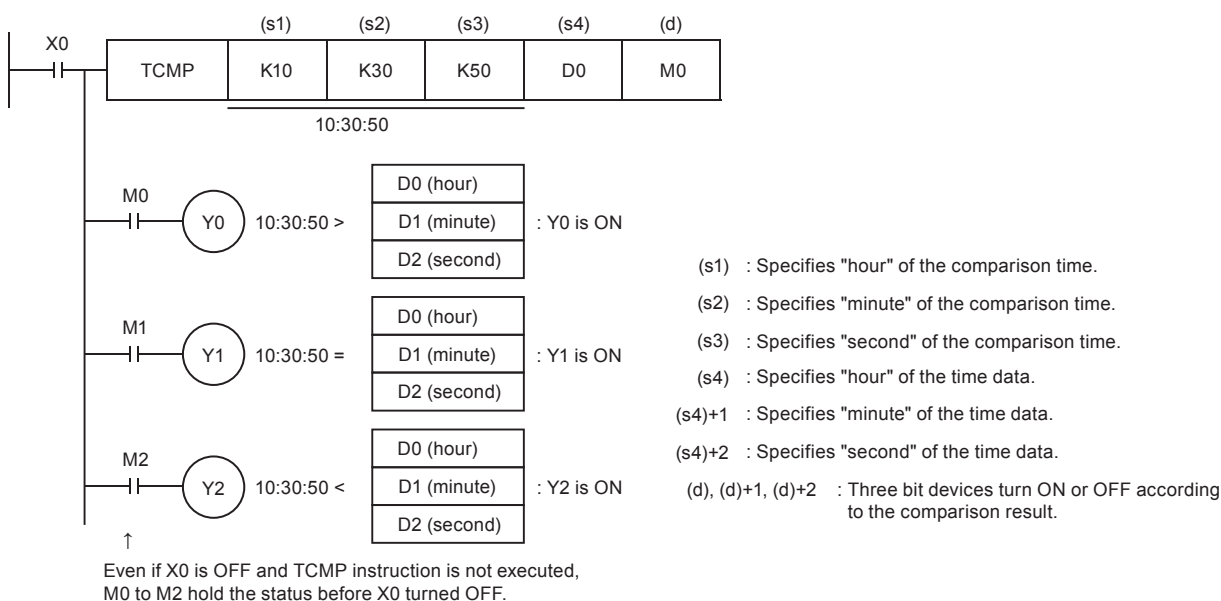 (s1) (s2) (s3) (s4) (d)
X0
TCMP K10 K30 K50 D0 M0
10:30:50
M0
Y0 10:30:50 >
D0 (hour)
D1 (minute)
D2 (second)
: Y0 is ON
M1
Y1 10:30:50 =
D0 (hour)
D1 (minute)
D2 (second)
: Y1 is ON
M2
Y2 10:30:50 <
D0 (hour)
D1 (minute)
D2 (second)
: Y2 is ON
↑
Even if X0 is OFF and TCMP instruction is not executed,
M0 to M2 hold the status before X0 turned OFF.
(s1) : Specifies "hour" of the comparison time.
(s2) : Specifies "minute" of the comparison time.
(s3) : Specifies "second" of the comparison time.
(s4) : Specifies "hour" of the time data.
(s4)+1 : Specifies "minute" of the time data.
(s4)+2 : Specifies "second" of the time data.
(d), (d)+1, (d)+2 : Three bit devices turn ON or OFF according
to the comparison result.